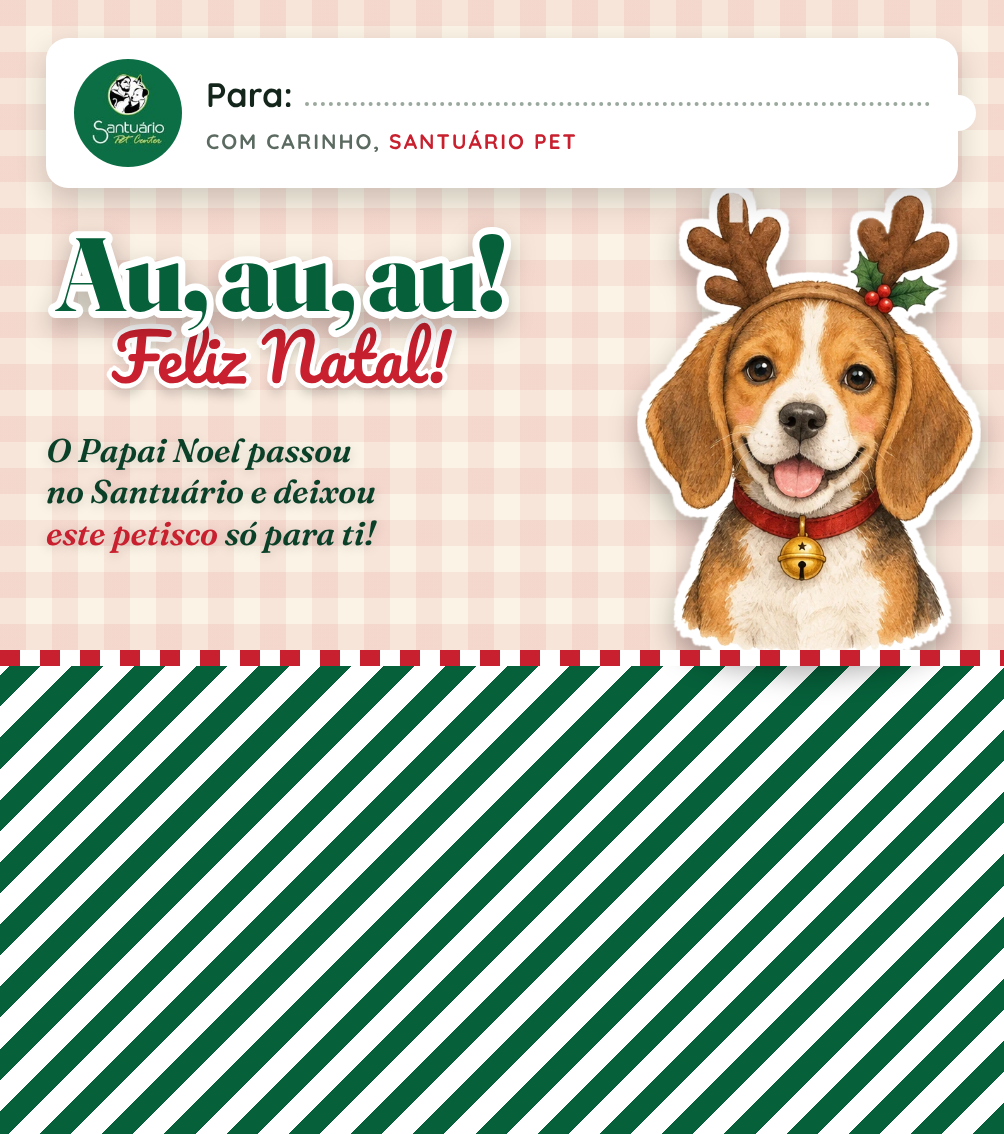 Santuário
Pet Center
Para:
COM CARINHO, SANTUÁRIO PET
Au, au, au!
Feliz Natal!
O Papai Noel passou
no Santuário e deixou
este petisco só para ti!